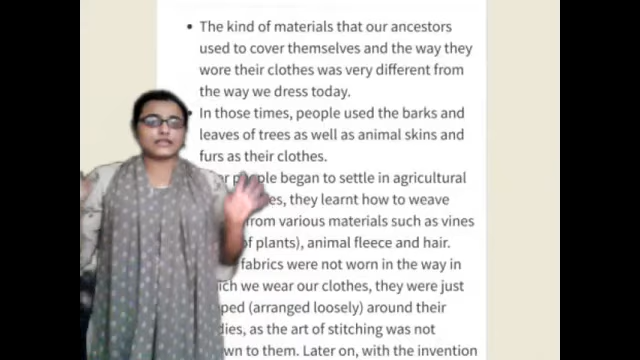 The kind of materials that our ancestors
used to cover themselves and the way they
wore their clothes was very different from
the way we dress today.
In those times, people used the barks and
leaves of trees as well as animal skins and
furs as their clothes.
began to settle in agricultural
they learnt how to weave
from various materials such as vines
of plants), animal fleece and hair.
fabrics were not worn in the way in
we wear our clothes, they were just
(arranged loosely) around their
as the art of stitching was not
to them. Later on, with the invention